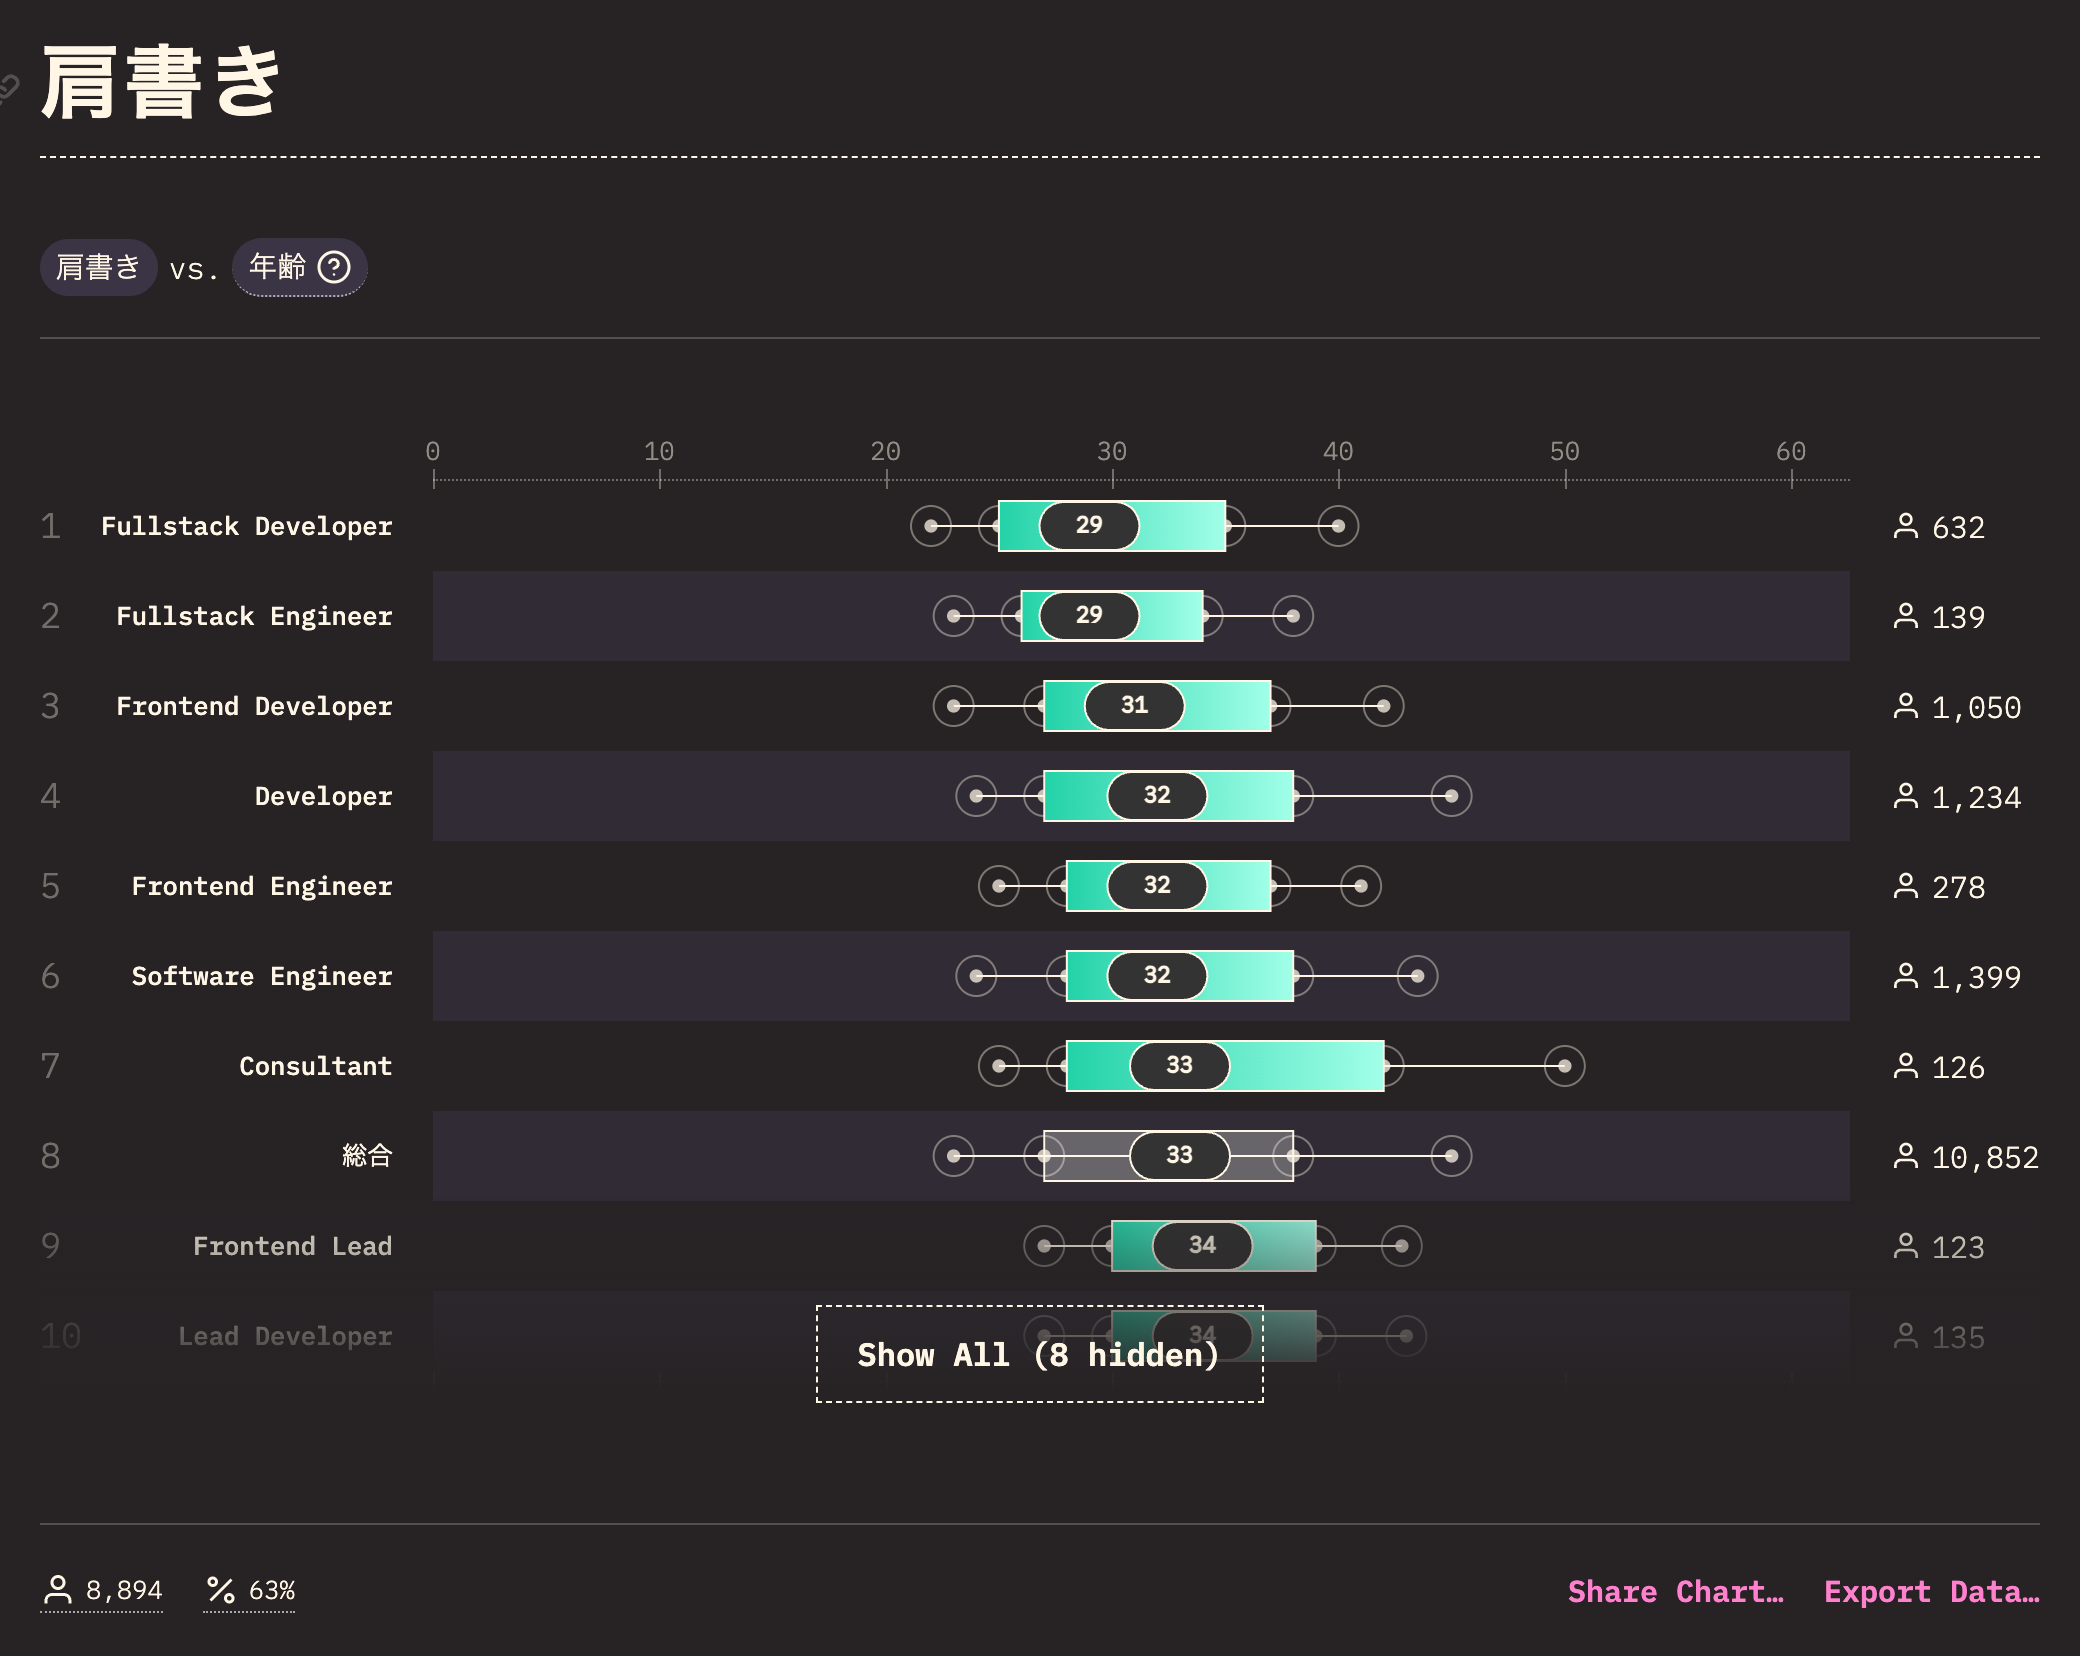 肩書き
肩書き vs. 年齢
0 10 20 30 40 50 60
1 Fullstack Developer 29 632
2 Fullstack Engineer 29 139
3 Frontend Developer 31 1,050
4 Developer 32 1,234
5 Frontend Engineer 32 278
6 Software Engineer 32 1,399
7 Consultant 33 126
8 総合 33 10,852
9 Frontend Lead 34 123
10 Lead Developer 34 135
Show All (8 hidden)
8,894 63% Share Chart… Export Data…